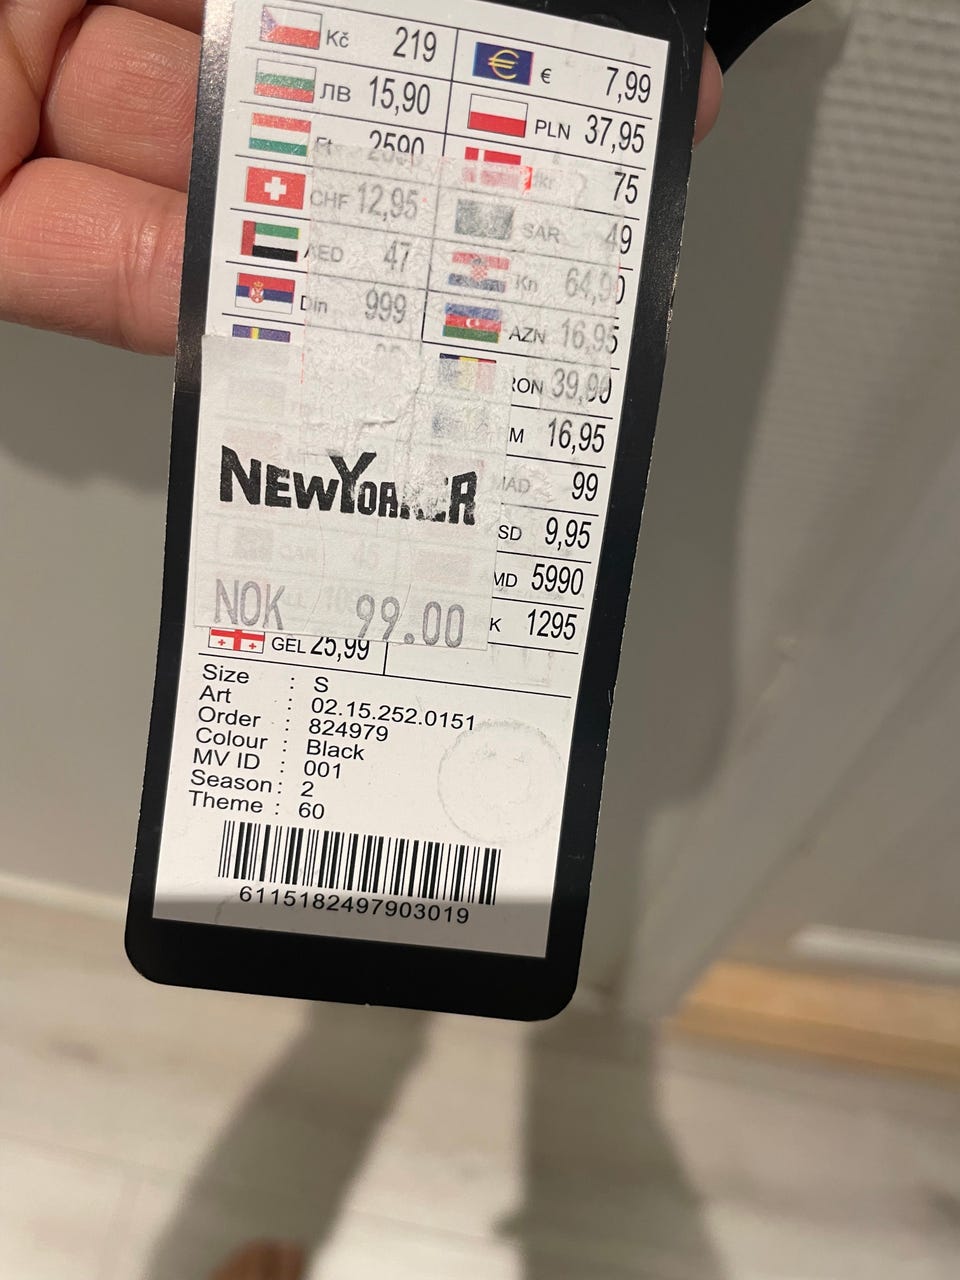 Kč 219 € 7,99
ЛВ 15,90 PLN 37,95
Ft 2590 75
CHF 12,95 SAR 49
AED 47 Kn 64,90
Din 999 AZN 16,95
RON 39,90
M 16,95
MAD 99
NEWYORKER
SD 9,95
MD 5990
K 1295
NOK 99.00
GEL 25,99
Size : S
Art : 02.15.252.0151
Order : 824979
Colour : Black
MV ID : 001
Season : 2
Theme : 60
6115182497903019